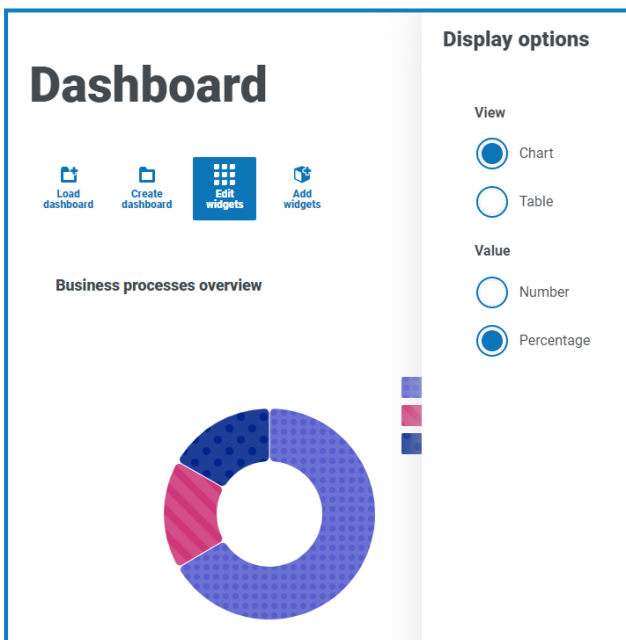 Dashboard
Load
dashboard
Create
dashboard
Edit
widgets
Add
widgets
Business processes overview
Display options
View
Chart
Table
Value
Number
Percentage